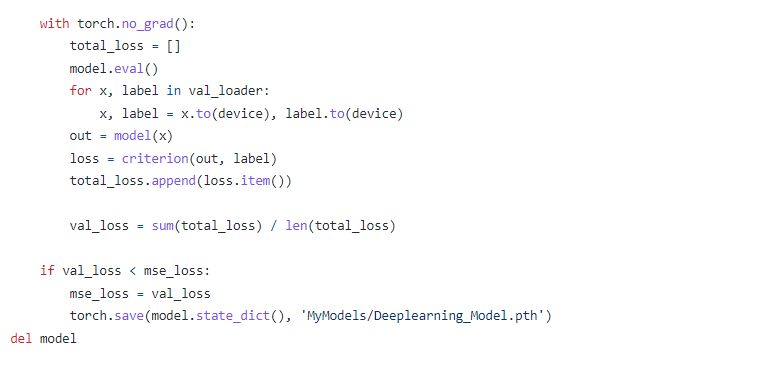 with torch.no_grad():
        total_loss = []
        model.eval()
        for x, label in val_loader:
            x, label = x.to(device), label.to(device)
        out = model(x)
        loss = criterion(out, label)
        total_loss.append(loss.item())

        val_loss = sum(total_loss) / len(total_loss)

    if val_loss < mse_loss:
        mse_loss = val_loss
        torch.save(model.state_dict(), 'MyModels/Deeplearning_Model.pth')
del model